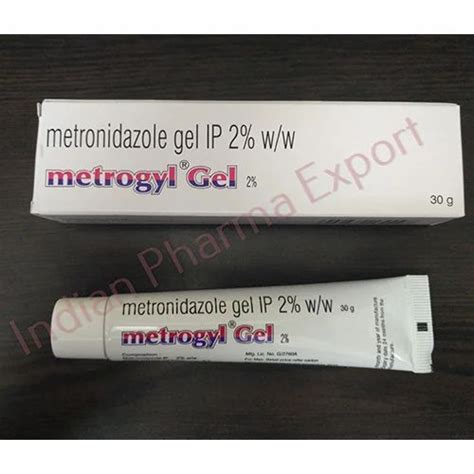 metronidazole gel IP 2% w/w
metrogyl® Gel 2%
30 g
Indian Pharma Export
metronidazole gel IP 2% w/w 30 g
metrogyl® Gel 2%
Composition
Mfg. Lic. No.